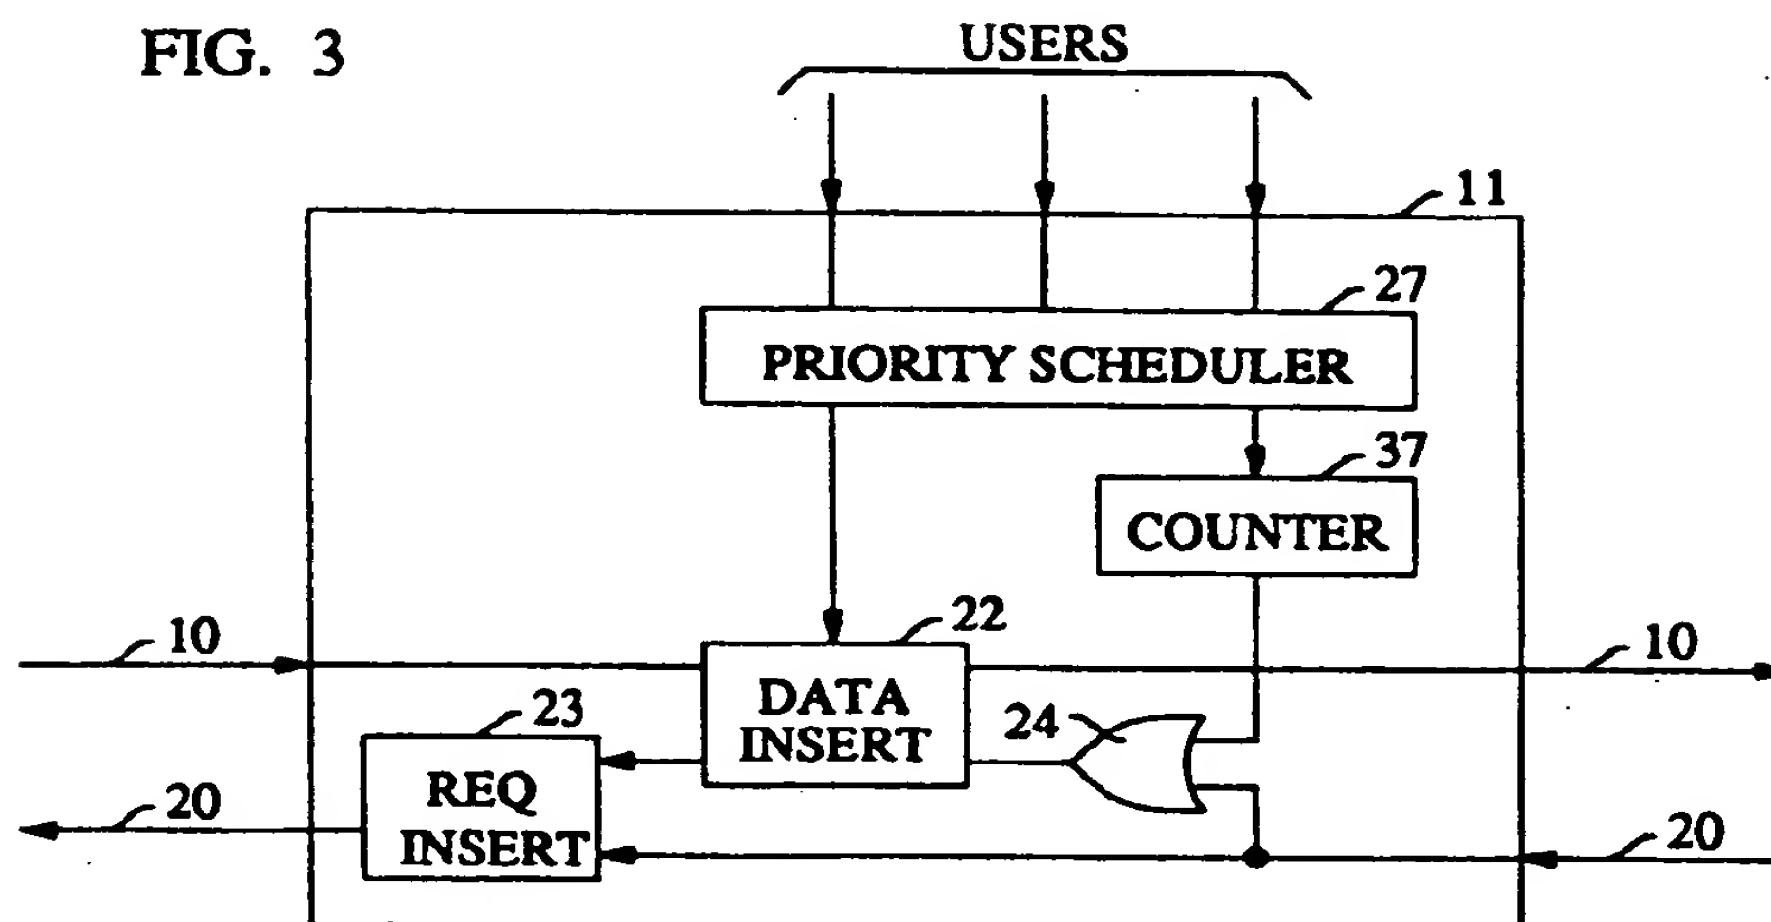 FIG. 3
USERS
11
27
PRIORITY SCHEDULER
37
COUNTER
10
22
10
DATA
INSERT
23
24
REQ
INSERT
20
20